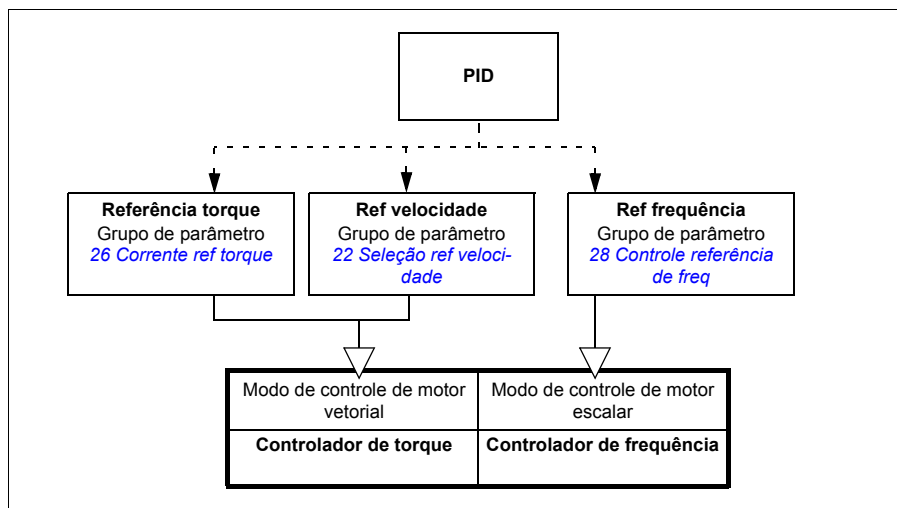 PID
Referência torque
Grupo de parâmetro
26 Corrente ref torque
Ref velocidade
Grupo de parâmetro
22 Seleção ref veloci-
dade
Ref frequência
Grupo de parâmetro
28 Controle referência
de freq
Modo de controle de motor
vetorial
Modo de controle de motor
escalar
Controlador de torque
Controlador de frequência